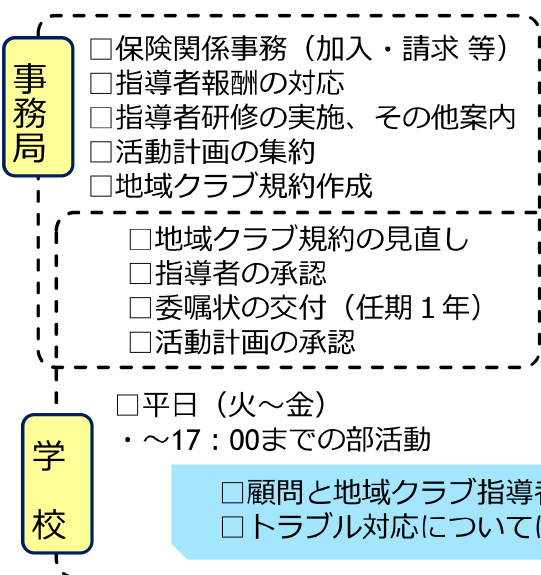 事務局
□保険関係事務（加入・請求 等）
□指導者報酬の対応
□指導者研修の実施、その他案内
□活動計画の集約
□地域クラブ規約作成
□地域クラブ規約の見直し
□指導者の承認
□委嘱状の交付（任期１年）
□活動計画の承認
学校
□平日（火～金）
・～17：00までの部活動
□顧問と地域クラブ指導
□トラブル対応について